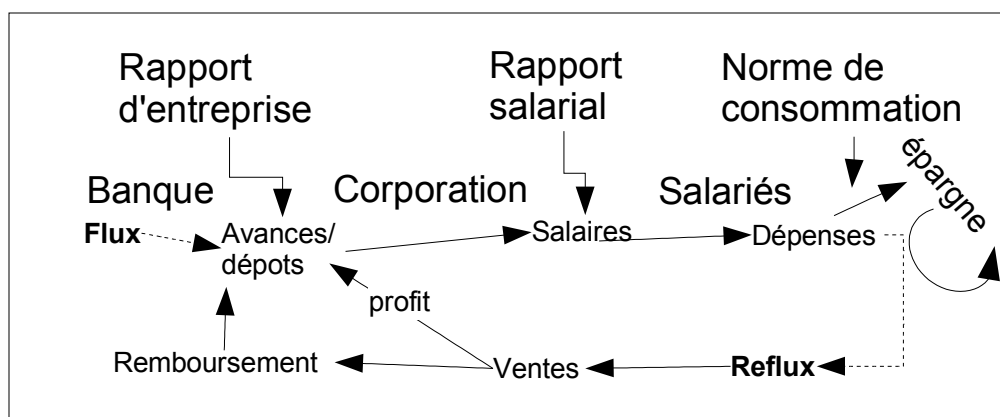 Rapport
d'entreprise
Rapport
salarial
Norme de
consommation
Banque
Corporation
Salariés
épargne
Flux
Avances/
dépots
Salaires
Dépenses
profit
Remboursement
Ventes
Reflux